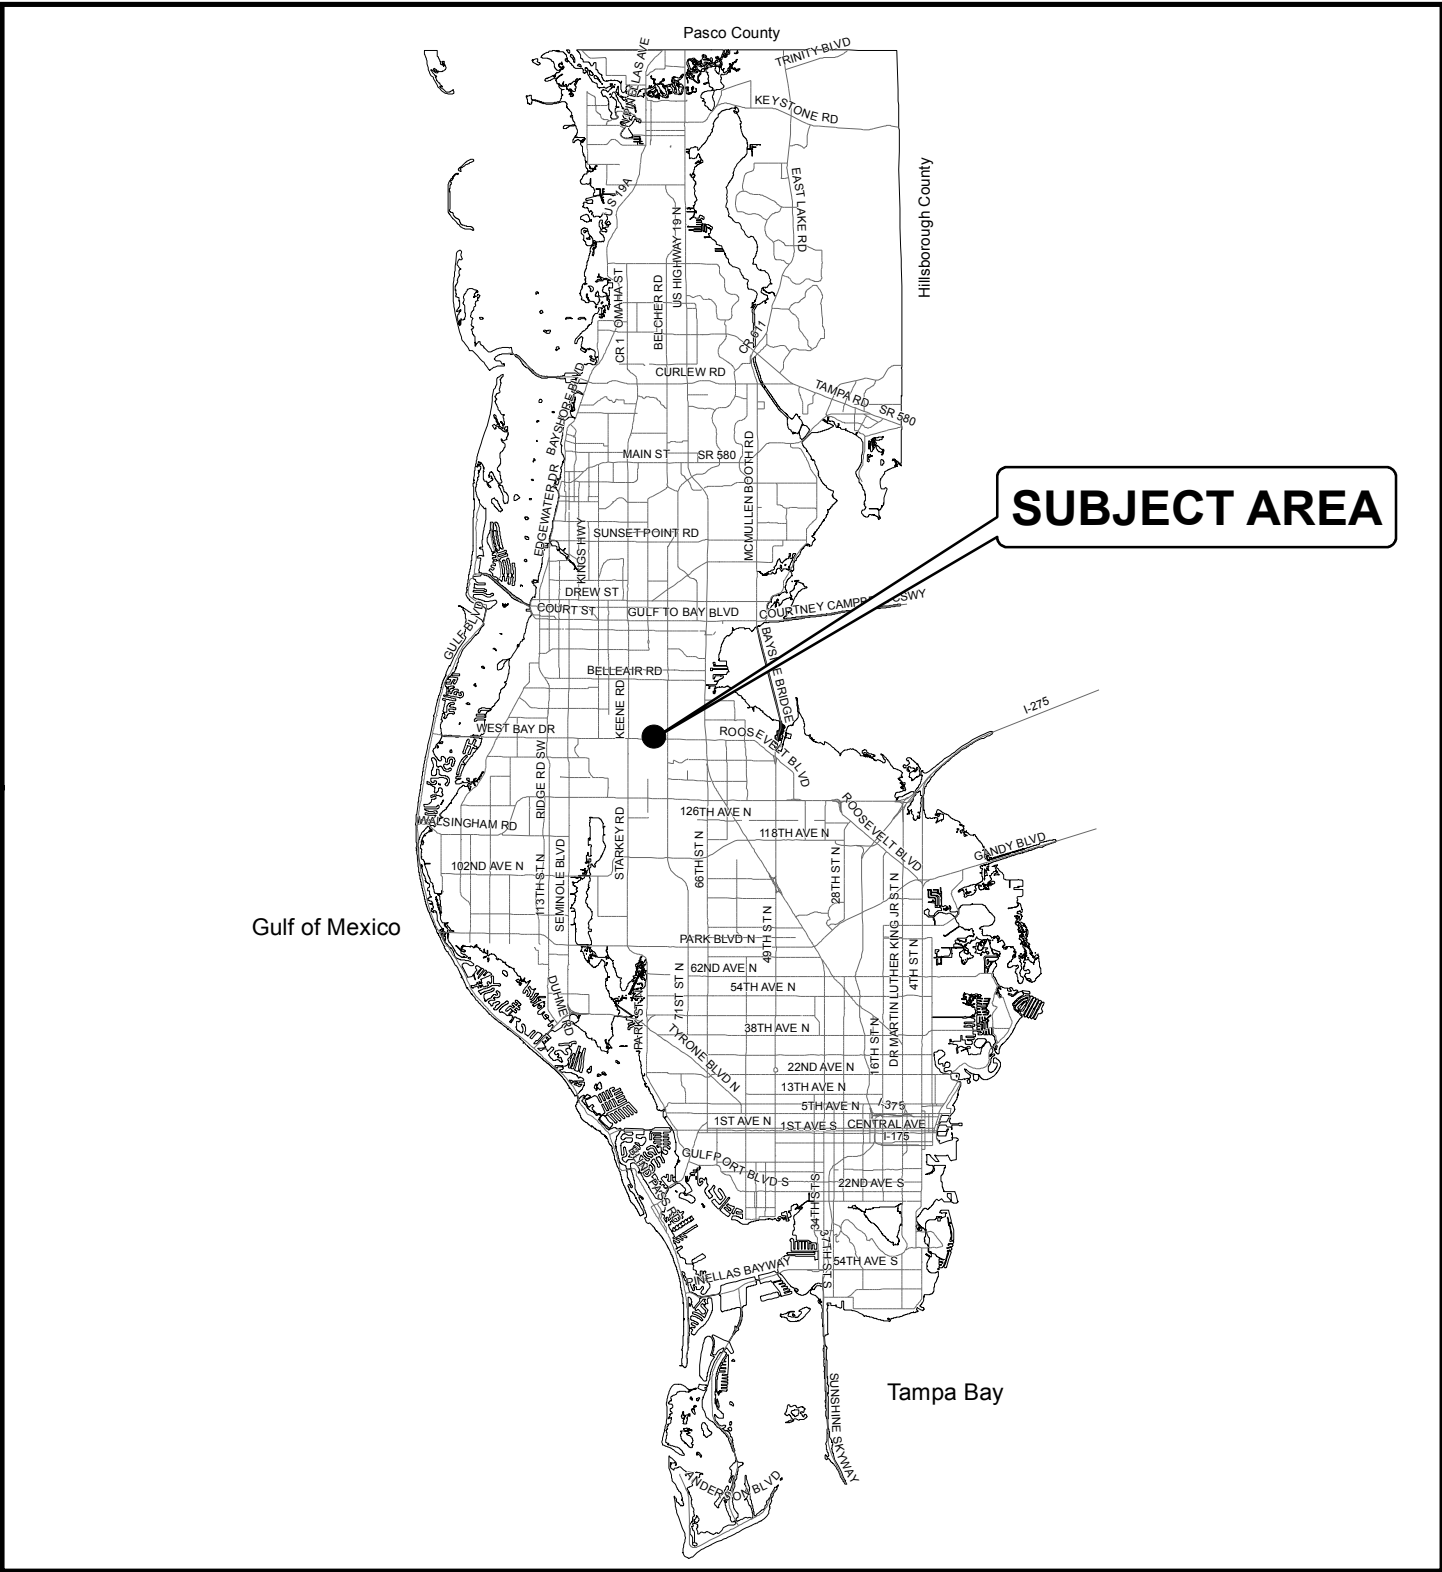 Pasco County
TRINITY BLVD
KEYSTONE RD
Hillsborough County
EAST LAKE RD
US 19A
US HIGHWAY 19 N
BELCHER RD
OMAHA ST
CR 1
CR 611
CURLEW RD
TAMPA RD
SR 580
BAYSHORE BLVD
MAIN ST
SR 580
MCMULLEN BOOTH RD
EDGEWATER DR
KINGS HWY
SUNSET POINT RD
SUBJECT AREA
DREW ST
COURT ST
GULF TO BAY BLVD
COURTNEY CAMPBELL CSWY
GULF BLVD
BAYSIDE BRIDGE
BELLEAIR RD
KEENE RD
WEST BAY DR
ROOSEVELT BLVD
I-275
RIDGE RD SW
WALSINGHAM RD
STARKEY RD
126TH AVE N
118TH AVE N
ROOSEVELT BLVD
GANDY BLVD
102ND AVE N
113TH ST N
SEMINOLE BLVD
66TH ST N
28TH ST N
DR MARTIN LUTHER KING JR ST N
4TH ST N
Gulf of Mexico
PARK BLVD N
49TH ST N
62ND AVE N
71ST ST N
54TH AVE N
DUHME RD
PARK ST N
38TH AVE N
TYRONE BLVD N
16TH ST N
22ND AVE N
13TH AVE N
5TH AVE N
I-375
1ST AVE N
1ST AVE S
CENTRAL AVE
I-175
GULFPORT BLVD S
22ND AVE S
34TH ST S
37TH ST S
54TH AVE S
PINELLAS BAYWAY
SUNSHINE SKYWAY
Tampa Bay
ANDERSON BLVD